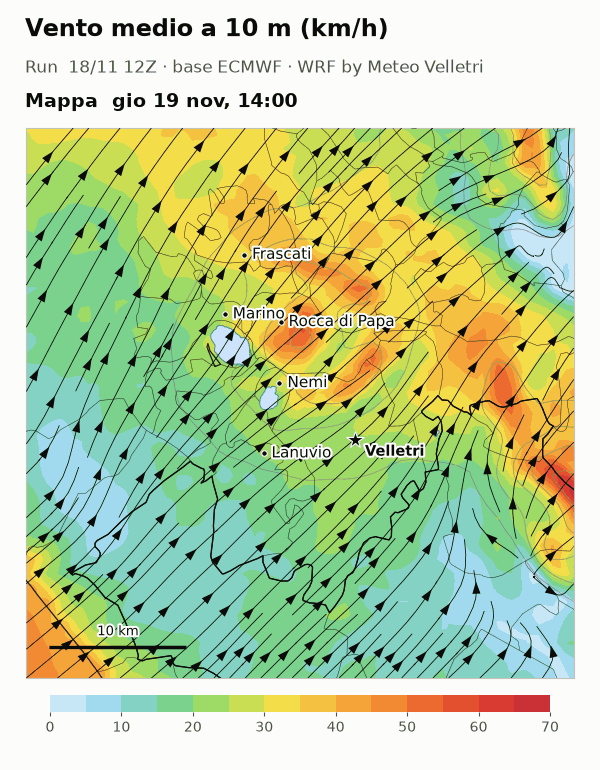 Vento medio a 10 m (km/h)
Run 18/11 12Z · base ECMWF · WRF by Meteo Velletri
Mappa gio 19 nov, 14:00
Frascati
Marino
Rocca di Papa
Nemi
Velletri
Lanuvio
10 km
0 10 20 30 40 50 60 70